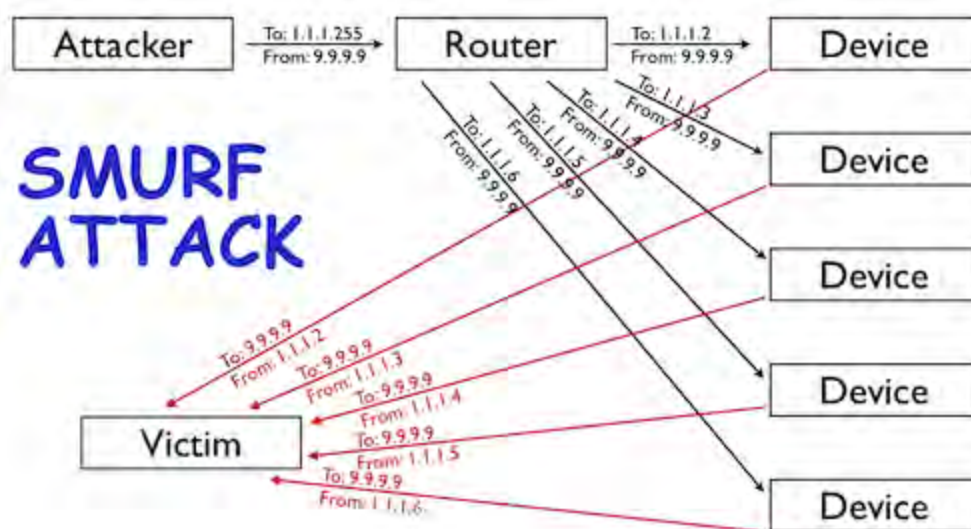 Attacker
To: 1.1.1.255
From: 9.9.9.9
Router
To: 1.1.1.2
From: 9.9.9.9
Device
To: 1.1.1.3
From: 9.9.9.9
To: 1.1.1.4
From: 9.9.9.9
To: 1.1.1.5
From: 9.9.9.9
To: 1.1.1.6
From: 9.9.9.9
Device
SMURF
ATTACK
Device
To: 9.9.9.9
From: 1.1.1.2
To: 9.9.9.9
From: 1.1.1.3
To: 9.9.9.9
From: 1.1.1.4
Device
Victim
To: 9.9.9.9
From: 1.1.1.5
To: 9.9.9.9
From: 1.1.1.6
Device